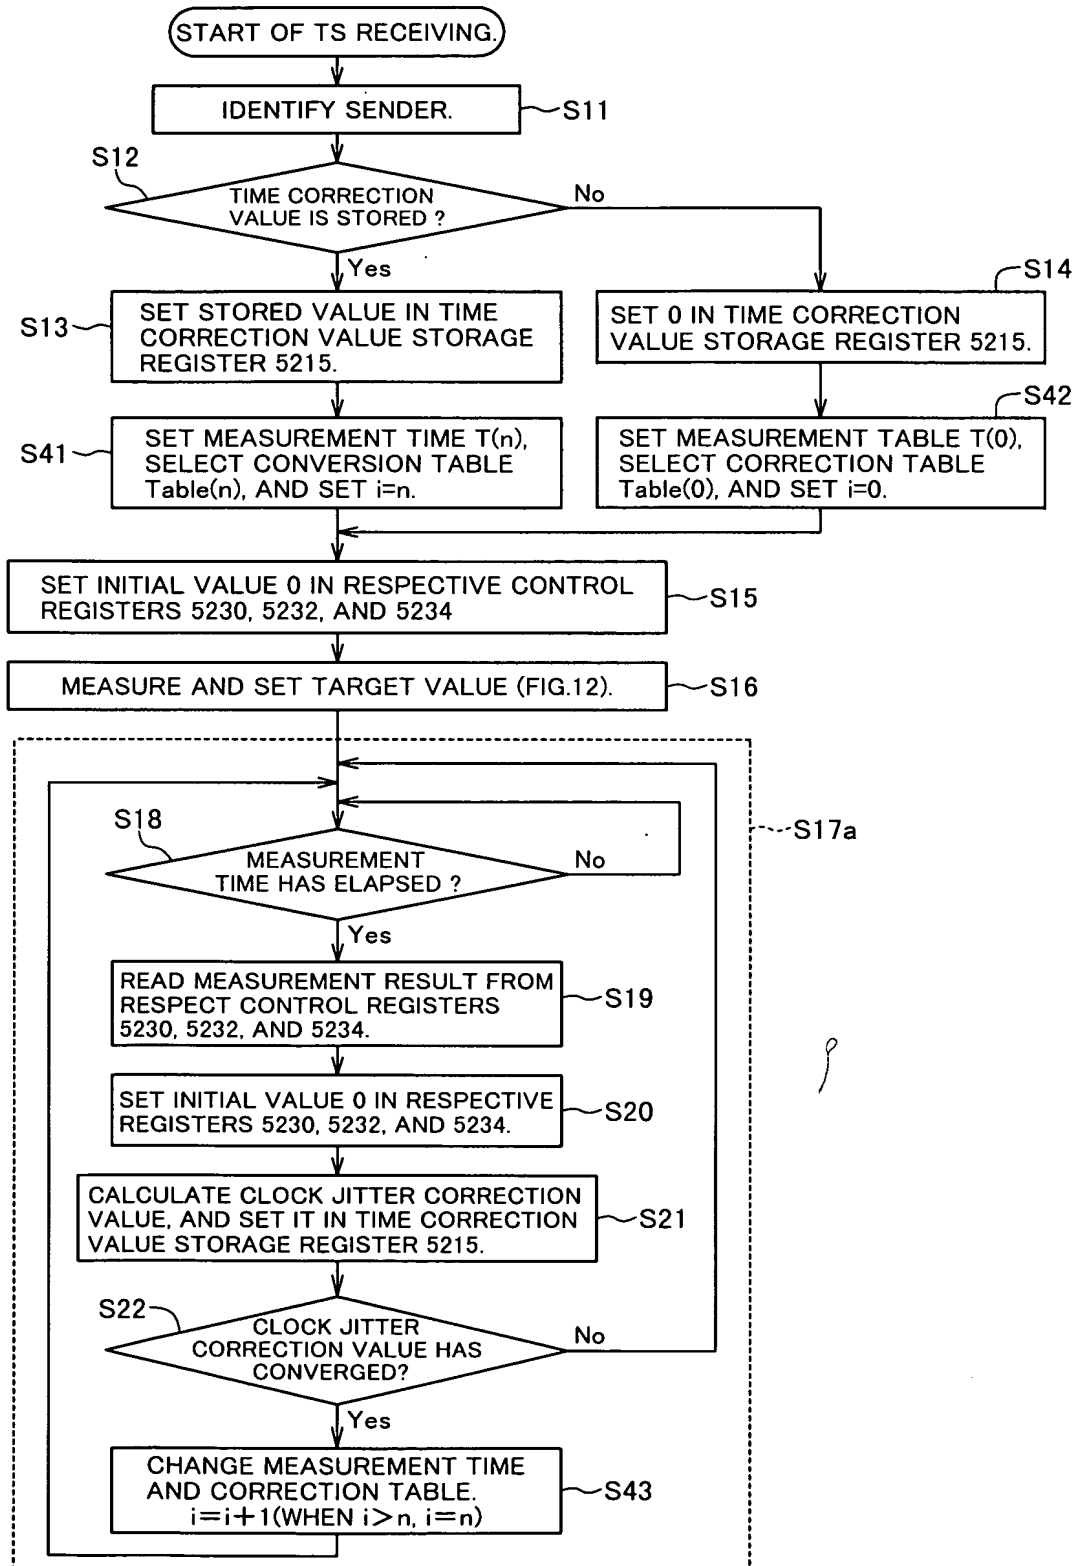 START OF TS RECEIVING.
IDENTIFY SENDER.
S11
S12
TIME CORRECTION
VALUE IS STORED ?
No
Yes
S13
SET STORED VALUE IN TIME
CORRECTION VALUE STORAGE
REGISTER 5215.
S14
SET 0 IN TIME CORRECTION
VALUE STORAGE REGISTER 5215.
S41
SET MEASUREMENT TIME T(n),
SELECT CONVERSION TABLE
Table(n), AND SET i=n.
S42
SET MEASUREMENT TABLE T(0),
SELECT CORRECTION TABLE
Table(0), AND SET i=0.
SET INITIAL VALUE 0 IN RESPECTIVE CONTROL
REGISTERS 5230, 5232, AND 5234
S15
MEASURE AND SET TARGET VALUE (FIG.12).
S16
S17a
S18
MEASUREMENT
TIME HAS ELAPSED ?
No
Yes
READ MEASUREMENT RESULT FROM
RESPECT CONTROL REGISTERS
5230, 5232, AND 5234.
S19
SET INITIAL VALUE 0 IN RESPECTIVE
REGISTERS 5230, 5232, AND 5234.
S20
CALCULATE CLOCK JITTER CORRECTION
VALUE, AND SET IT IN TIME CORRECTION
VALUE STORAGE REGISTER 5215.
S21
S22
CLOCK JITTER
CORRECTION VALUE HAS
CONVERGED?
No
Yes
CHANGE MEASUREMENT TIME
AND CORRECTION TABLE.
i=i+1(WHEN i>n, i=n)
S43